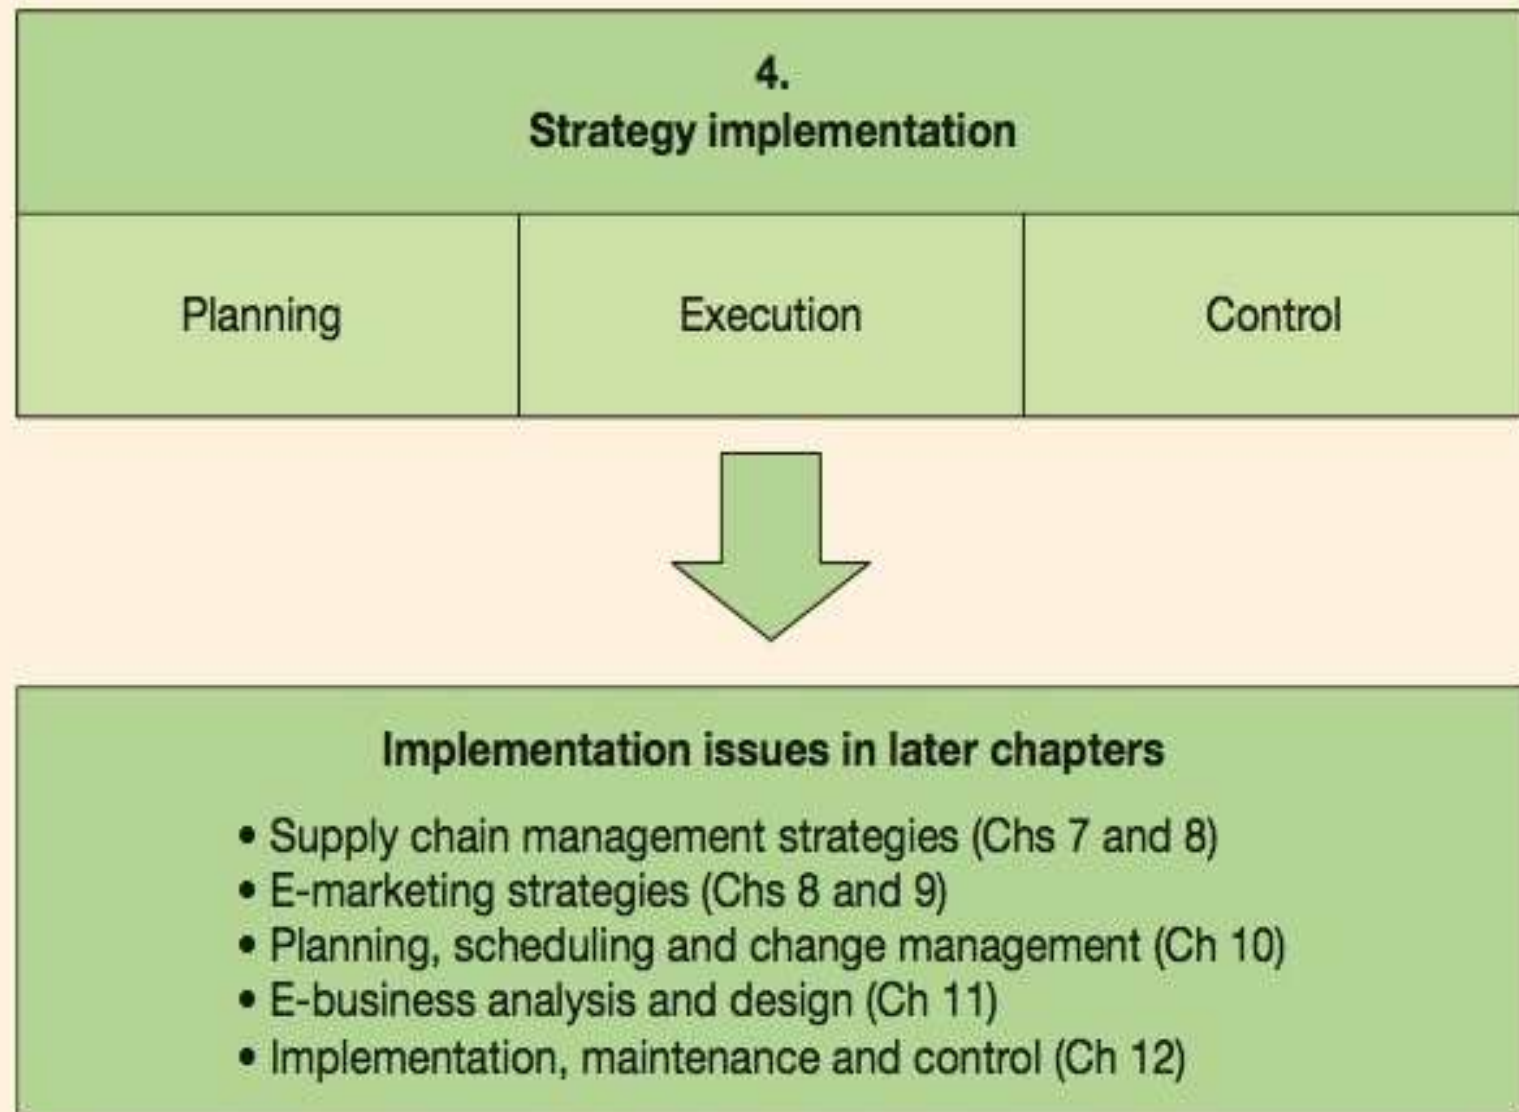 4.
Strategy implementation
Planning
Execution
Control
Implementation issues in later chapters
• Supply chain management strategies (Chs 7 and 8)
• E-marketing strategies (Chs 8 and 9)
• Planning, scheduling and change management (Ch 10)
• E-business analysis and design (Ch 11)
• Implementation, maintenance and control (Ch 12)